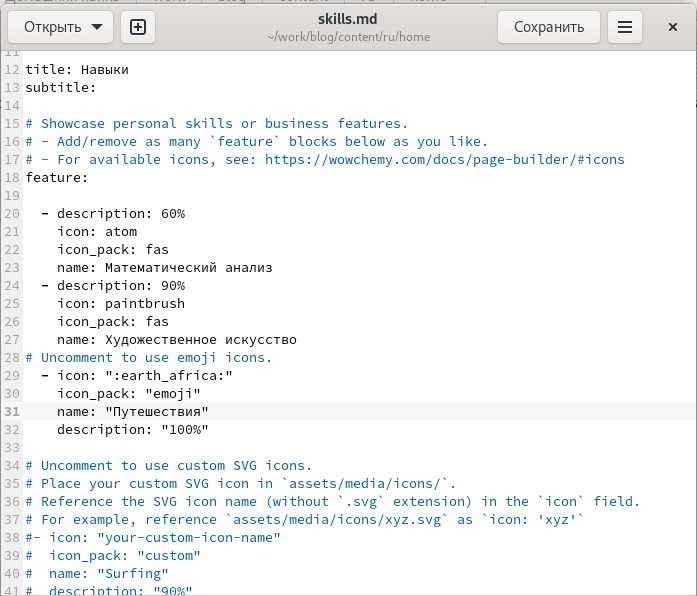 Открыть
skills.md
~/work/blog/content/ru/home
Сохранить
11
12 title: Навыки
13 subtitle:
14
15 # Showcase personal skills or business features.
16 # - Add/remove as many `feature` blocks below as you like.
17 # - For available icons, see: https://wowchemy.com/docs/page-builder/#icons
18 feature:
19
20   - description: 60%
21     icon: atom
22     icon_pack: fas
23     name: Математический анализ
24   - description: 90%
25     icon: paintbrush
26     icon_pack: fas
27     name: Художественное искусство
28 # Uncomment to use emoji icons.
29   - icon: ":earth_africa:"
30     icon_pack: "emoji"
31     name: "Путешествия"
32     description: "100%"
33
34 # Uncomment to use custom SVG icons.
35 # Place your custom SVG icon in `assets/media/icons/`.
36 # Reference the SVG icon name (without `.svg` extension) in the `icon` field.
37 # For example, reference `assets/media/icons/xyz.svg` as `icon: 'xyz'`
38 #- icon: "your-custom-icon-name"
39 #  icon_pack: "custom"
40 #  name: "Surfing"
41 #  description: "90%"